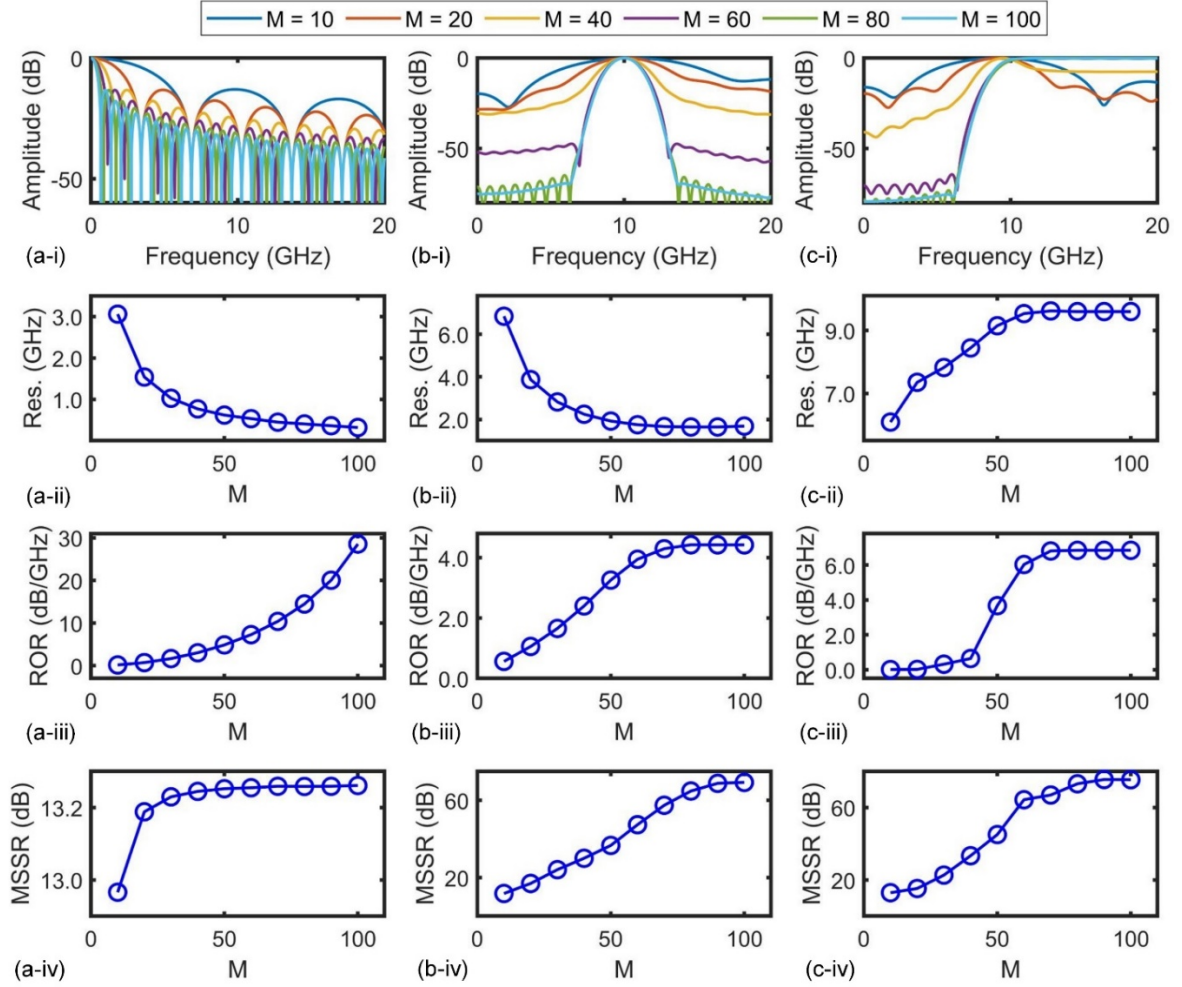 M = 10 M = 20 M = 40 M = 60 M = 80 M = 100
Amplitude (dB)
0
-50
0 10 20
Frequency (GHz)
(a-i)
Amplitude (dB)
0
-50
0 10 20
Frequency (GHz)
(b-i)
Amplitude (dB)
0
-50
0 10 20
Frequency (GHz)
(c-i)
Res. (GHz)
3.0
2.0
1.0
0 50 100
M
(a-ii)
Res. (GHz)
6.0
4.0
2.0
0 50 100
M
(b-ii)
Res. (GHz)
9.0
7.0
0 50 100
M
(c-ii)
ROR (dB/GHz)
30
20
10
0
0 50 100
M
(a-iii)
ROR (dB/GHz)
4.0
2.0
0.0
0 50 100
M
(b-iii)
ROR (dB/GHz)
6.0
4.0
2.0
0.0
0 50 100
M
(c-iii)
MSSR (dB)
13.2
13.0
0 50 100
M
(a-iv)
MSSR (dB)
60
20
0 50 100
M
(b-iv)
MSSR (dB)
60
20
0 50 100
M
(c-iv)